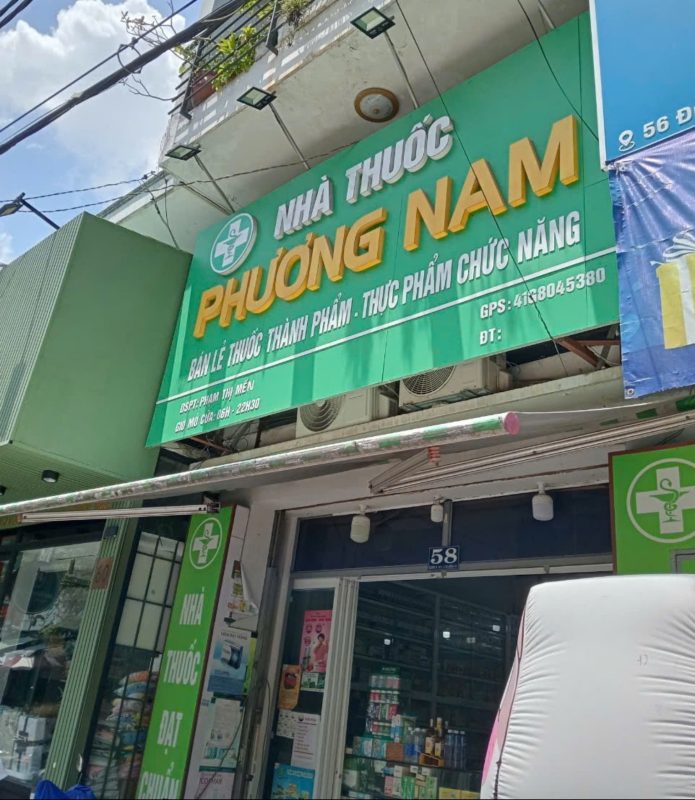 NHÀ THUỐC
PHƯƠNG NAM
BÁN LẺ THUỐC THÀNH PHẨM - THỰC PHẨM CHỨC NĂNG
DSPT: PHẠM THỊ MẾN
GIỜ MỞ CỬA: 06H - 22H30
GPS: 41G8045380
ĐT:
56
58
NHÀ
THUỐC
ĐẠT
CHUẨN